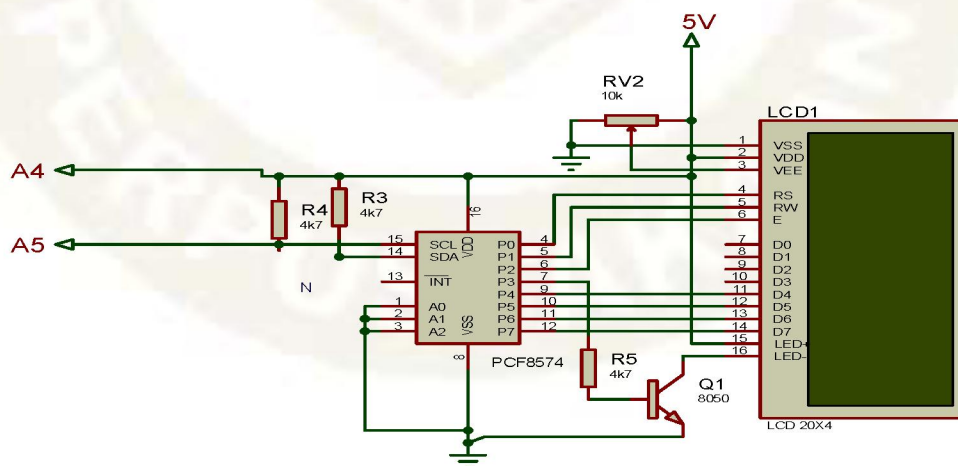 5V
RV2
10k
LCD1
A4
A5
R4
4k7
R3
4k7
N
15 SCL
14 SDA
13 INT
1 A0
2 A1
3 A2
16 VDD
8 VSS
P0 4
P1 5
P2 6
P3 7
P4 9
P5 10
P6 11
P7 12
PCF8574
R5
4k7
Q1
8050
1 VSS
2 VDD
3 VEE
4 RS
5 RW
6 E
7 D0
8 D1
9 D2
10 D3
11 D4
12 D5
13 D6
14 D7
15 LED+
16 LED-
LCD 20X4